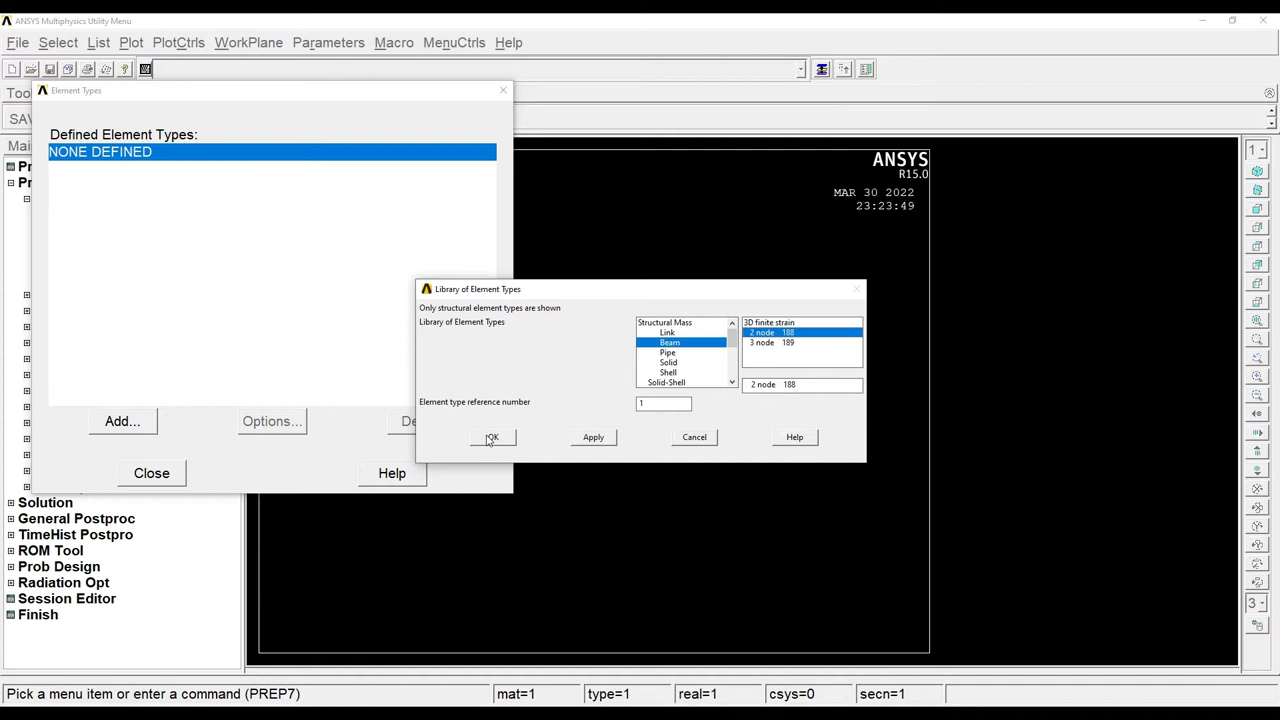 ANSYS Multiphysics Utility Menu
File Select List Plot PlotCtrls WorkPlane Parameters Macro MenuCtrls Help
Element Types
Defined Element Types:
NONE DEFINED
Add...
Options...
Close
Help
ANSYS
R15.0
MAR 30 2022
23:23:49
1
Library of Element Types
Only structural element types are shown
Library of Element Types
Structural Mass
Link
Beam
Pipe
Solid
Shell
Solid-Shell
3D finite strain
2 node 188
3 node 189
2 node 188
Element type reference number
1
OK
Apply
Cancel
Help
Solution
General Postproc
TimeHist Postpro
ROM Tool
Prob Design
Radiation Opt
Session Editor
Finish
3
Pick a menu item or enter a command (PREP7)
mat=1
type=1
real=1
csys=0
secn=1